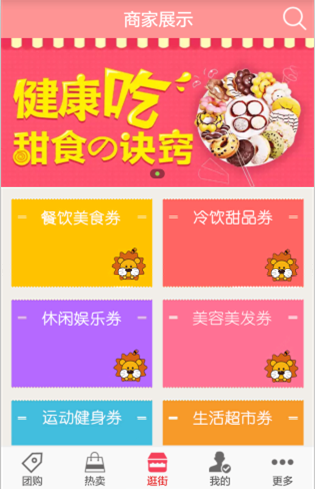 商家展示
健康吃
甜食の诀窍
餐饮美食券
冷饮甜品券
休闲娱乐券
美容美发券
运动健身券
生活超市券
团购
热卖
逛街
我的
更多